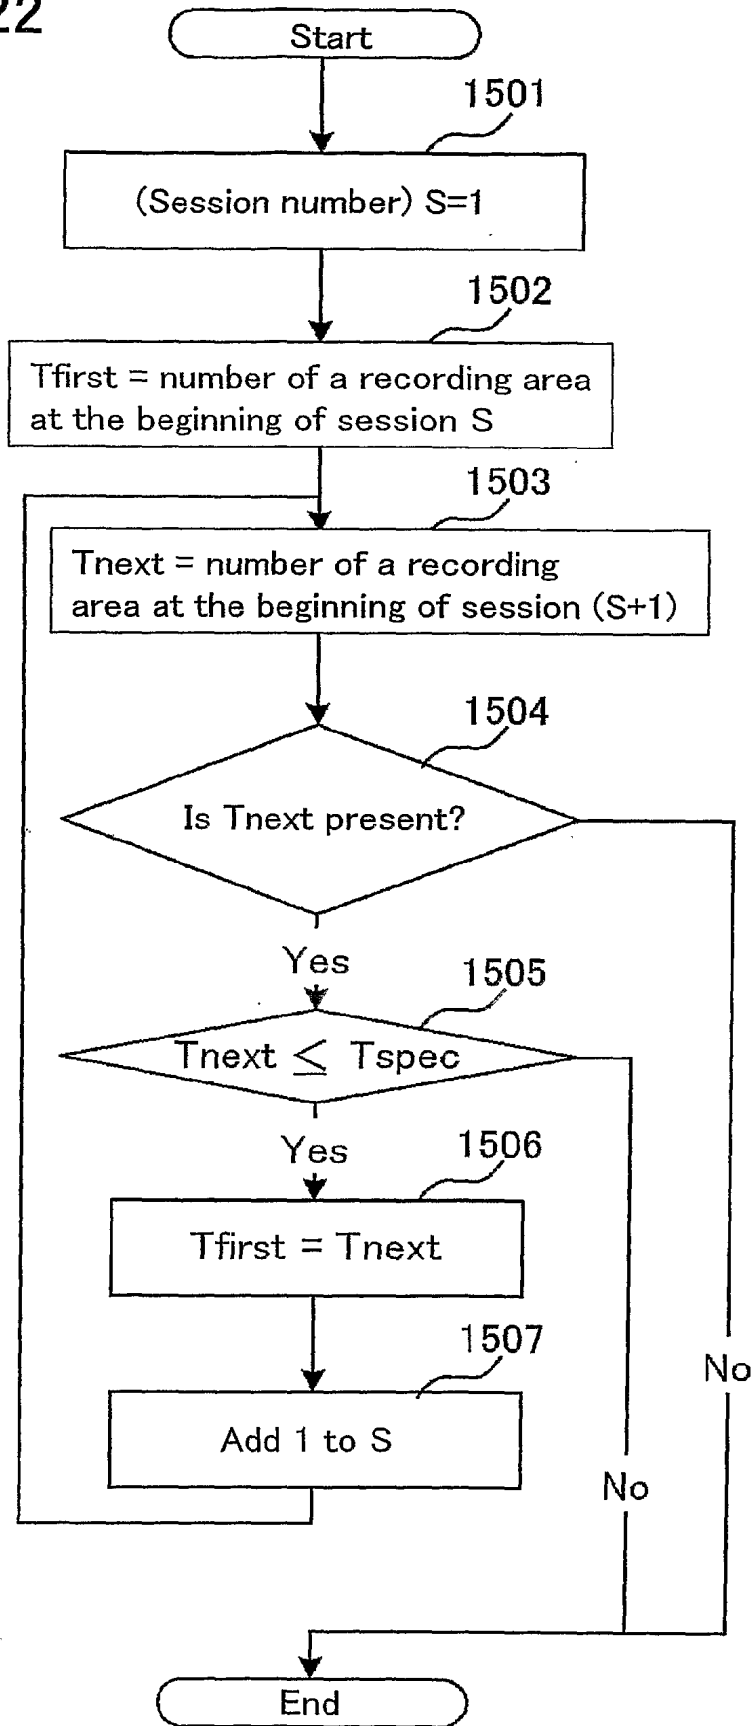 22
Start
1501
(Session number) S=1
1502
Tfirst = number of a recording area
at the beginning of session S
1503
Tnext = number of a recording
area at the beginning of session (S+1)
1504
Is Tnext present?
Yes
1505
Tnext ≤ Tspec
Yes
1506
Tfirst = Tnext
1507
Add 1 to S
No
No
End